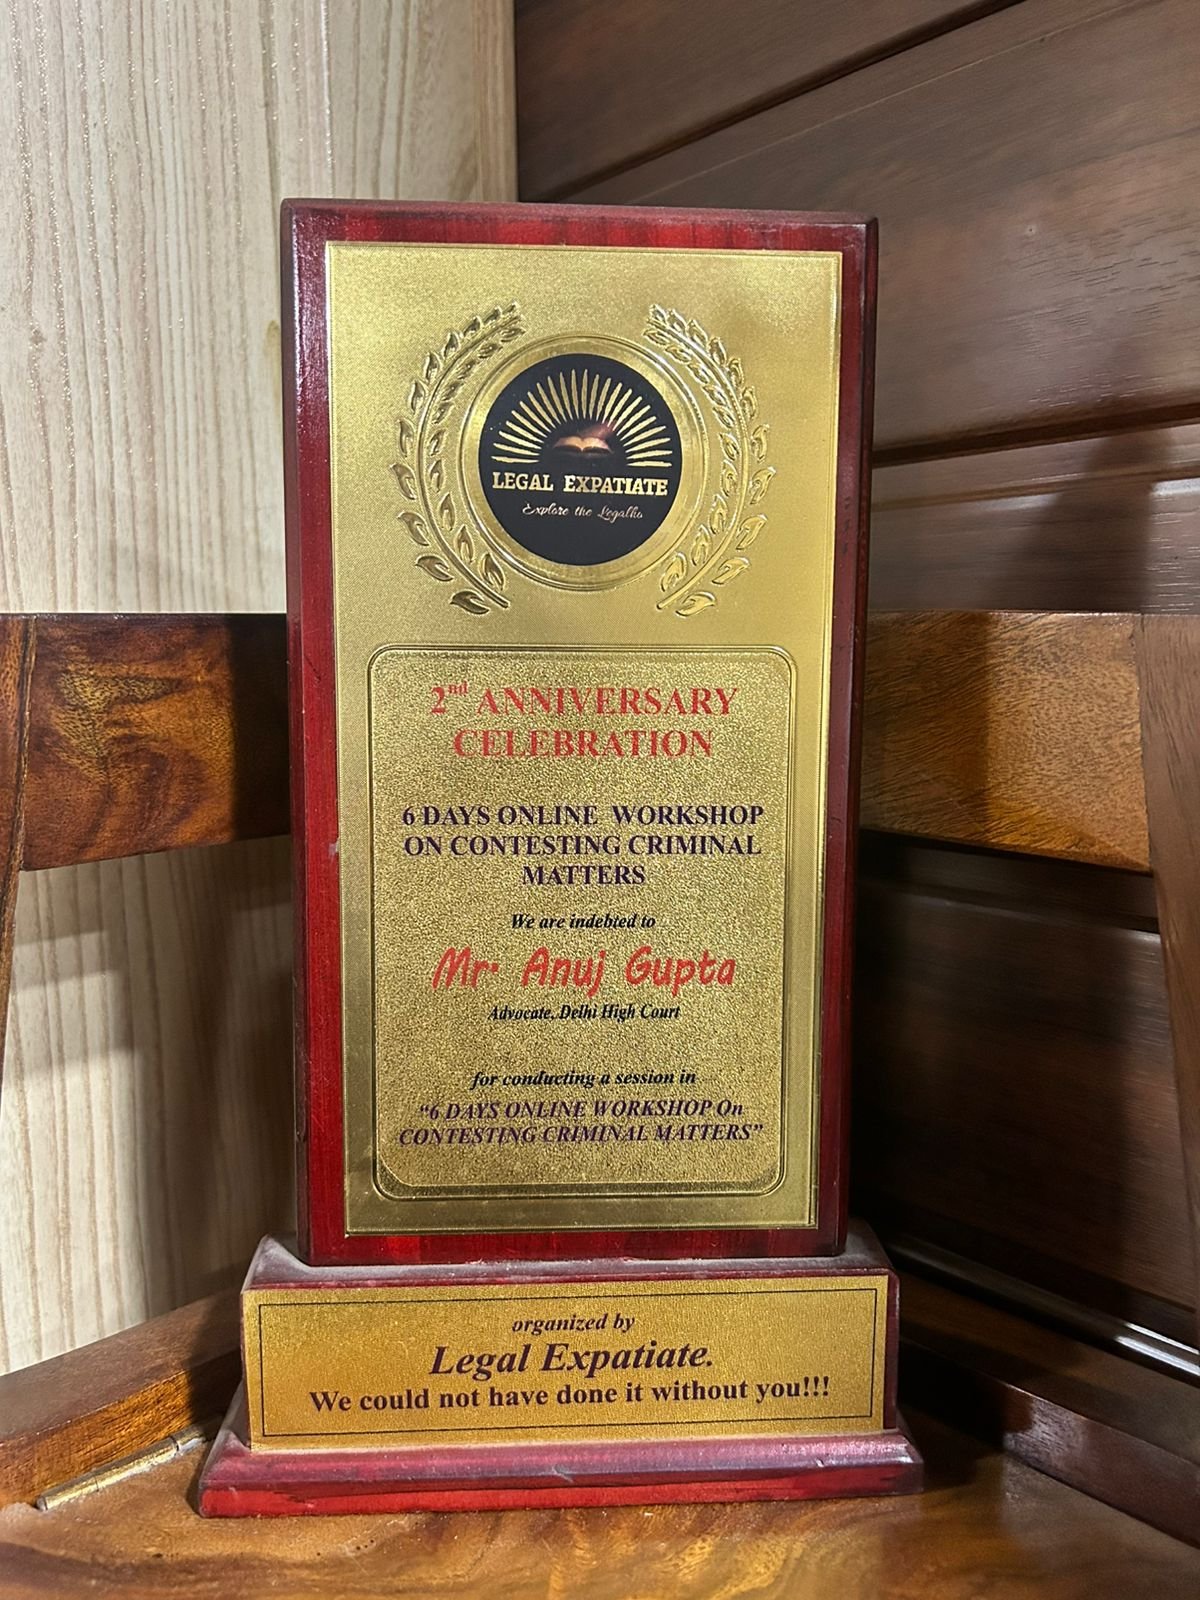 LEGAL EXPATIATE
Explore the
2nd ANNIVERSARY
CELEBRATION
6 DAYS ONLINE WORKSHOP
ON CONTESTING CRIMINAL
MATTERS
We are indebted to
Mr. Anuj Gupta
Advocate, Delhi High Court
for conducting a session in
“6 DAYS ONLINE WORKSHOP On
CONTESTING CRIMINAL MATTERS”
organized by
Legal Expatiate.
We could not have done it without you!!!